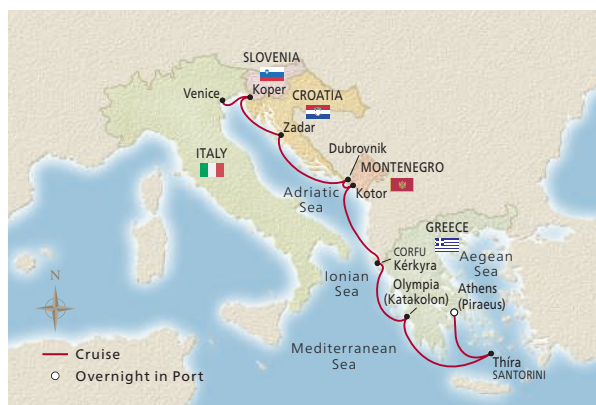 SLOVENIA
Venice
Koper
CROATIA
Zadar
Dubrovnik
ITALY
MONTENEGRO
Adriatic
Sea
Kotor
GREECE
CORFU
Kérkyra
Aegean
Sea
Ionian
Sea
Olympia
(Katakolon)
Athens
(Piraeus)
N
Mediterranean
Sea
Thíra
SANTORINI
Cruise
Overnight in Port